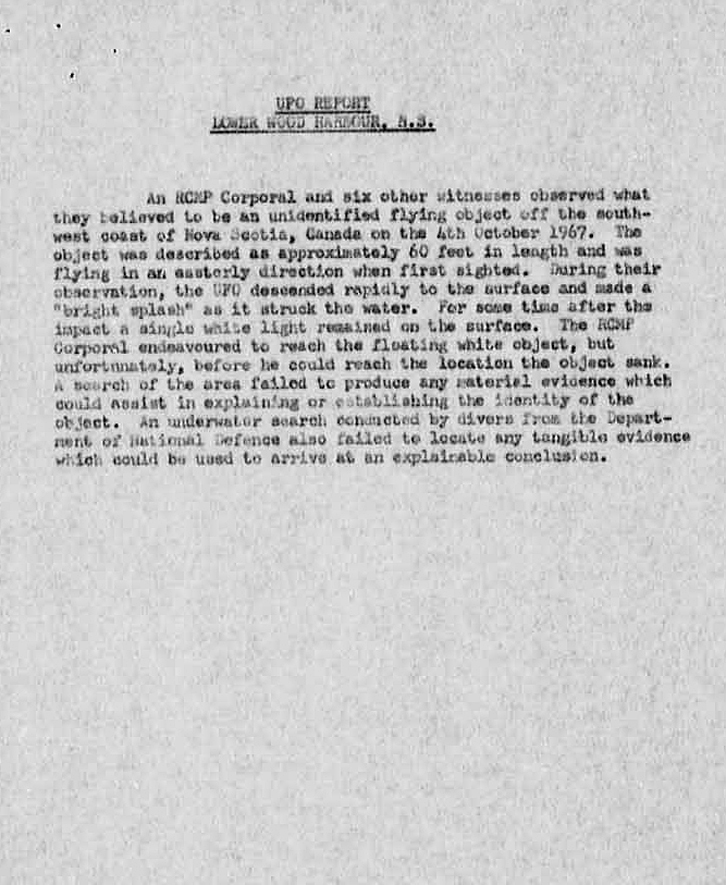 UFO REPORT
LOWER WOOD HARBOUR, N.S.
An RCMP Corporal and six other witnesses observed what
they believed to be an unidentified flying object off the south-
west coast of Nova Scotia, Canada on the 4th October 1967. The
object was described as approximately 60 feet in length and was
flying in an easterly direction when first sighted. During their
observation, the UFO descended rapidly to the surface and made a
"bright splash" as it struck the water. For some time after the
impact a single white light remained on the surface. The RCMP
Corporal endeavoured to reach the floating white object, but
unfortunately, before he could reach the location the object sank.
A search of the area failed to produce any material evidence which
could assist in explaining or establishing the identity of the
object. An underwater search conducted by divers from the Depart-
ment of National Defence also failed to locate any tangible evidence
which could be used to arrive at an explainable conclusion.